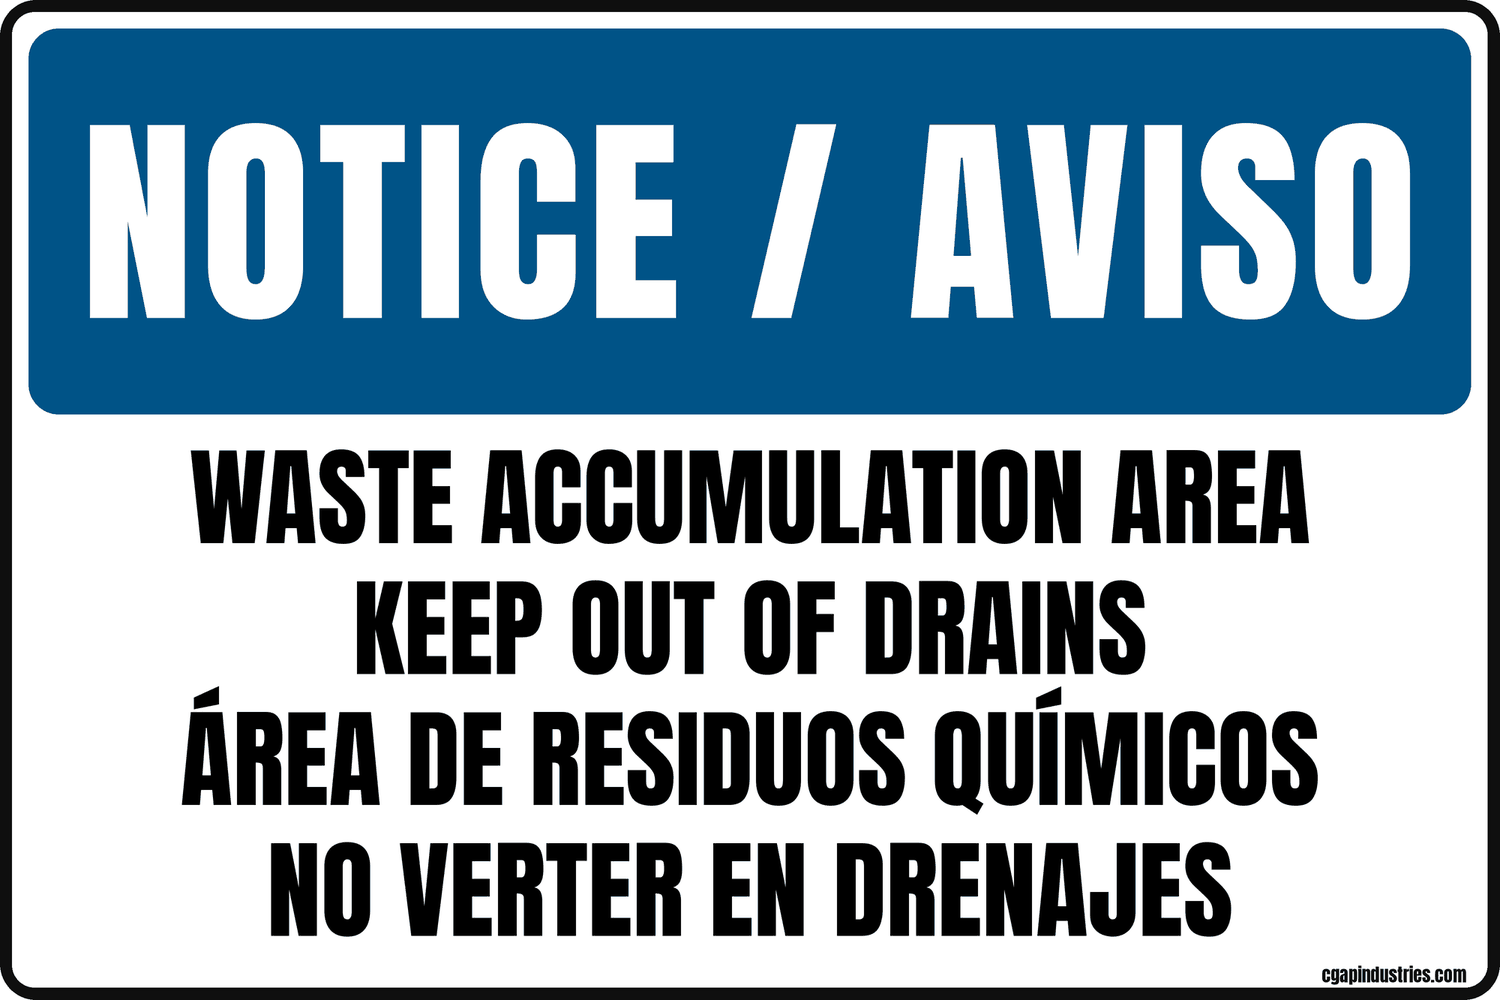 NOTICE / AVISO
WASTE ACCUMULATION AREA
KEEP OUT OF DRAINS
ÁREA DE RESIDUOS QUÍMICOS
NO VERTER EN DRENAJES
cgapindustries.com